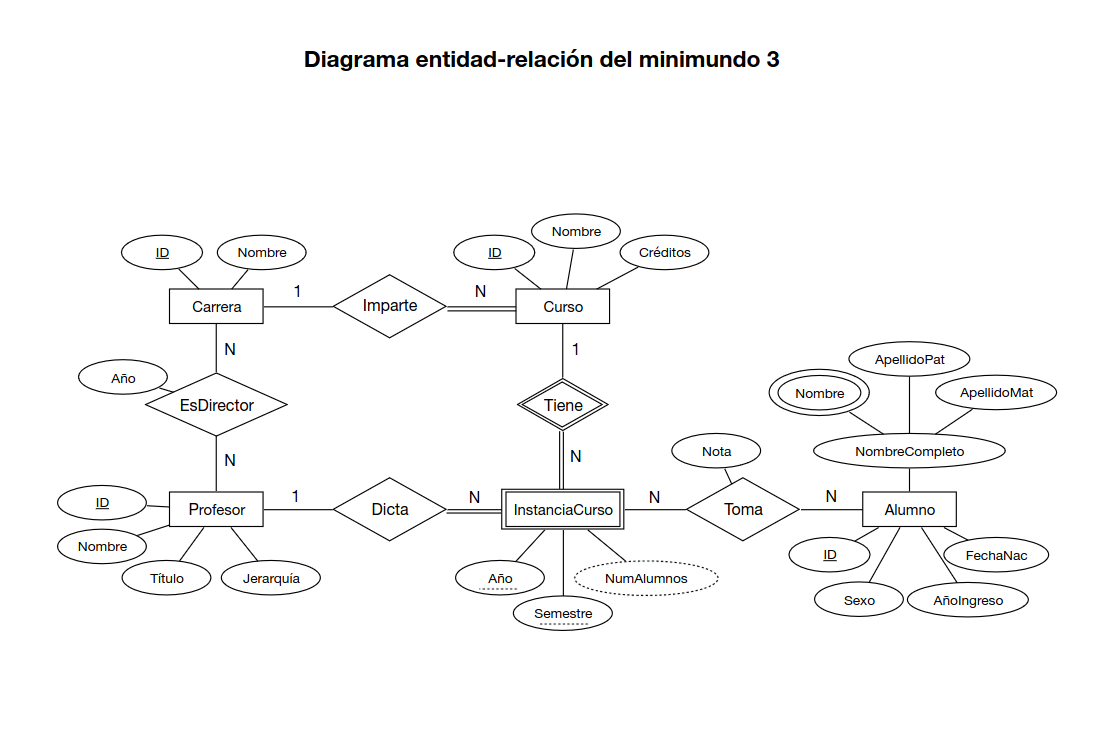 Diagrama entidad-relación del minimundo 3
ID
Nombre
ID
Nombre
Créditos
Carrera
1
Imparte
N
Curso
N
1
Año
EsDirector
Tiene
ApellidoPat
Nombre
ApellidoMat
NombreCompleto
N
N
Nota
ID
Nombre
Profesor
1
Dicta
N
InstanciaCurso
N
Toma
N
Alumno
Título
Jerarquía
Año
Semestre
NumAlumnos
ID
Sexo
AñoIngreso
FechaNac